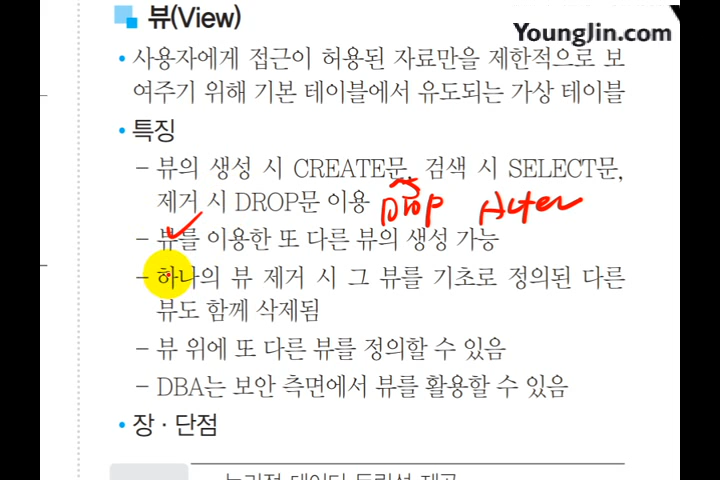 뷰(View)
YoungJin.com
• 사용자에게 접근이 허용된 자료만을 제한적으로 보
여주기 위해 기본 테이블에서 유도되는 가상 테이블
• 특징
– 뷰의 생성 시 CREATE문, 검색 시 SELECT문,
제거 시 DROP문 이용
DROP Alter
– 뷰를 이용한 또 다른 뷰의 생성 가능
– 하나의 뷰 제거 시 그 뷰를 기초로 정의된 다른
뷰도 함께 삭제됨
– 뷰 위에 또 다른 뷰를 정의할 수 있음
– DBA는 보안 측면에서 뷰를 활용할 수 있음
• 장 · 단점